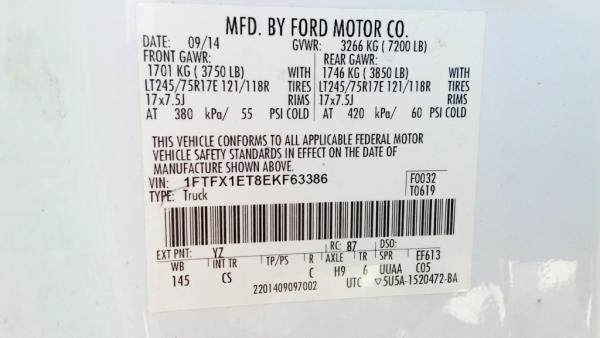 MFD. BY FORD MOTOR CO.
DATE: 09/14 GVWR: 3266 KG ( 7200 LB)
FRONT GAWR: REAR GAWR:
1701 KG ( 3750 LB) WITH 1746 KG ( 3850 LB) WITH
LT245/75R17E 121/118R TIRES LT245/75R17E 121/118R TIRES
17x7.5J RIMS 17x7.5J RIMS
AT 380 kPa/ 55 PSI COLD AT 420 kPa/ 60 PSI COLD
THIS VEHICLE CONFORMS TO ALL APPLICABLE FEDERAL MOTOR
VEHICLE SAFETY STANDARDS IN EFFECT ON THE DATE OF
MANUFACTURE SHOWN ABOVE.
VIN: 1FTFX1ET8EKF63386 F0032
TYPE: Truck T0619
EXT PNT: YZ RC: 87 DSO:
WB INT TR TP/PS R AXLE TR SPR EF613
145 CS C H9 6 UUAA C05
2201409097002 UTC ▽5U5A-1520472-BA